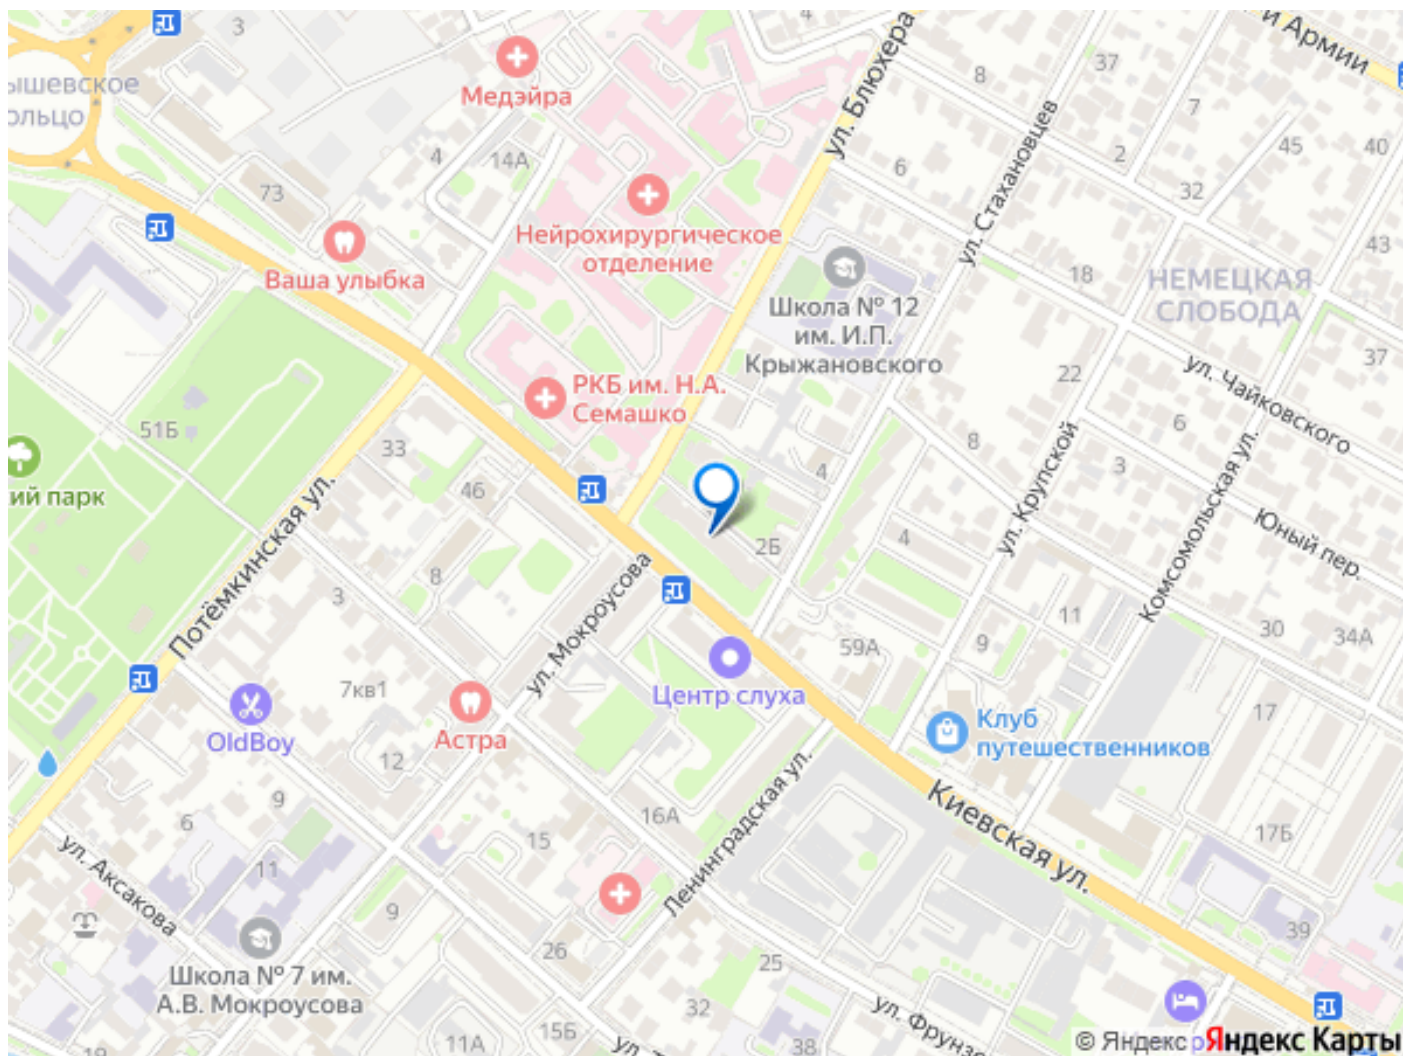 3
и Армии
ышевское
ольцо
Медэйра
ул. Блюхера
8
37
7
4
14А
73
6
2
45
40
32
ул. Стахановцев
Нейрохирургическое
отделение
Ваша улыбка
43
18
НЕМЕЦКАЯ
СЛОБОДА
Школа № 12
им. И.П.
Крыжановского
37
22
ул. Чайковского
РКБ им. Н.А.
Семашко
51Б
33
46
ий парк
4
8
3
6
ул. Крупской
Комсомольская ул.
Юный пер.
Потёмкинская ул.
8
3
2Б
4
ул. Мокроусова
59А
9
11
30
34А
7кв1
Центр слуха
OldBoy
Астра
12
Клуб
путешественников
17
9
6
15
16А
Ленинградская ул.
Киевская ул.
17Б
ул. Аксакова
11
9
39
Школа № 7 им.
А.В. Мокроусова
26
25
32
ул. Фрунзе
11А
15Б
38
19
© Яндекс
Яндекс Карты